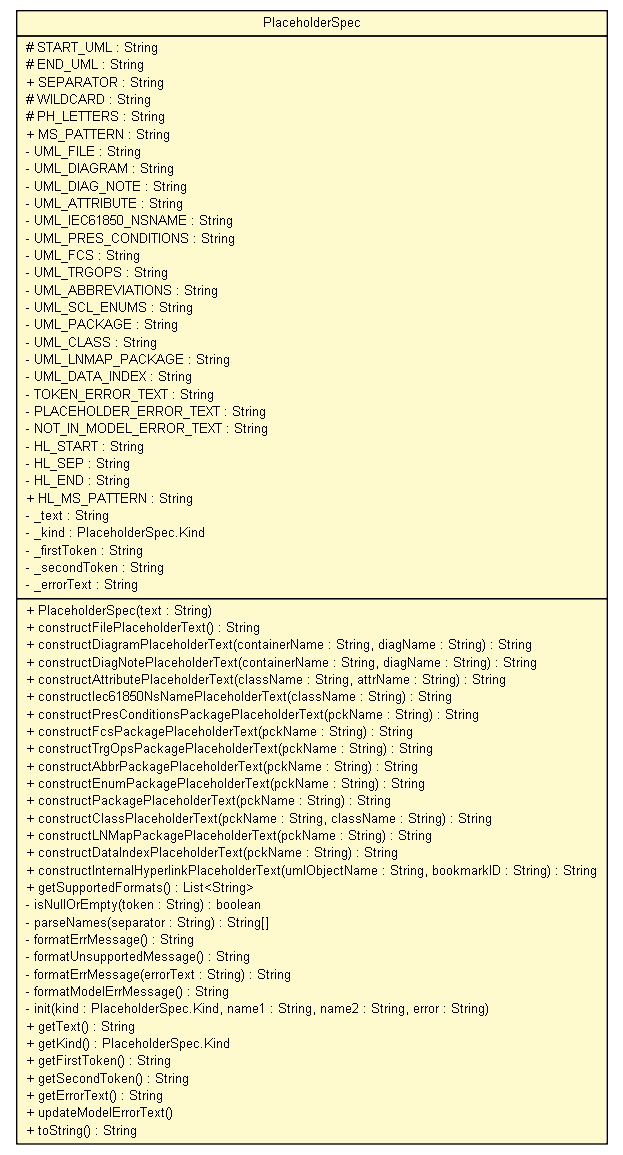 PlaceholderSpec
# START_UML : String
# END_UML : String
+ SEPARATOR : String
# WILDCARD : String
# PH_LETTERS : String
+ MS_PATTERN : String
- UML_FILE : String
- UML_DIAGRAM : String
- UML_DIAG_NOTE : String
- UML_ATTRIBUTE : String
- UML_IEC61850_NSNAME : String
- UML_PRES_CONDITIONS : String
- UML_FCS : String
- UML_TRGOPS : String
- UML_ABBREVIATIONS : String
- UML_SCL_ENUMS : String
- UML_PACKAGE : String
- UML_CLASS : String
- UML_LNMAP_PACKAGE : String
- UML_DATA_INDEX : String
- TOKEN_ERROR_TEXT : String
- PLACEHOLDER_ERROR_TEXT : String
- NOT_IN_MODEL_ERROR_TEXT : String
- HL_START : String
- HL_SEP : String
- HL_END : String
+ HL_MS_PATTERN : String
- _text : String
- _kind : PlaceholderSpec.Kind
- _firstToken : String
- _secondToken : String
- _errorText : String
+ PlaceholderSpec(text : String)
+ constructFilePlaceholderText() : String
+ constructDiagramPlaceholderText(containerName : String, diagName : String) : String
+ constructDiagNotePlaceholderText(containerName : String, diagName : String) : String
+ constructAttributePlaceholderText(className : String, attrName : String) : String
+ constructIec61850NsNamePlaceholderText(className : String) : String
+ constructPresConditionsPackagePlaceholderText(pckName : String) : String
+ constructFcsPackagePlaceholderText(pckName : String) : String
+ constructTrgOpsPackagePlaceholderText(pckName : String) : String
+ constructAbbrPackagePlaceholderText(pckName : String) : String
+ constructEnumPackagePlaceholderText(pckName : String) : String
+ constructPackagePlaceholderText(pckName : String) : String
+ constructClassPlaceholderText(pckName : String, className : String) : String
+ constructLNMapPackagePlaceholderText(pckName : String) : String
+ constructDataIndexPlaceholderText(pckName : String) : String
+ constructInternalHyperlinkPlaceholderText(umlObjectName : String, bookmarkID : String) : String
+ getSupportedFormats() : List<String>
- isNullOrEmpty(token : String) : boolean
- parseNames(separator : String) : String[]
- formatErrMessage() : String
- formatUnsupportedMessage() : String
- formatErrMessage(errorText : String) : String
- formatModelErrMessage() : String
- init(kind : PlaceholderSpec.Kind, name1 : String, name2 : String, error : String)
+ getText() : String
+ getKind() : PlaceholderSpec.Kind
+ getFirstToken() : String
+ getSecondToken() : String
+ getErrorText() : String
+ updateModelErrorText()
+ toString() : String